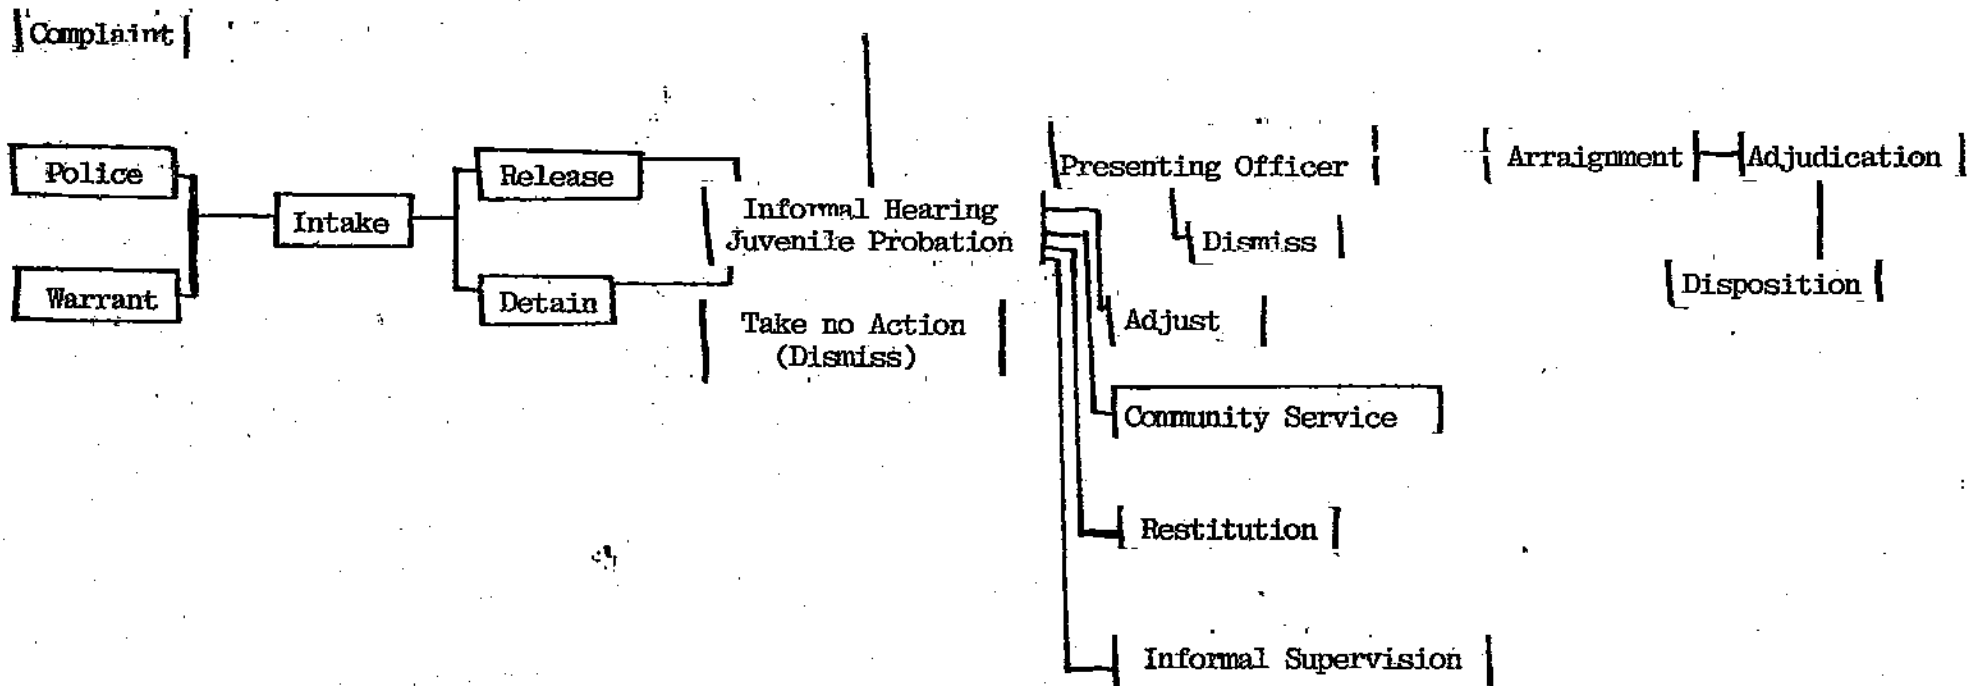 Complaint
Police
Warrant
Intake
Release
Detain
Informal Hearing
Juvenile Probation
Take no Action
(Dismiss)
Presenting Officer
Dismiss
Adjust
Community Service
Restitution
Informal Supervision
Arraignment
Adjudication
Disposition